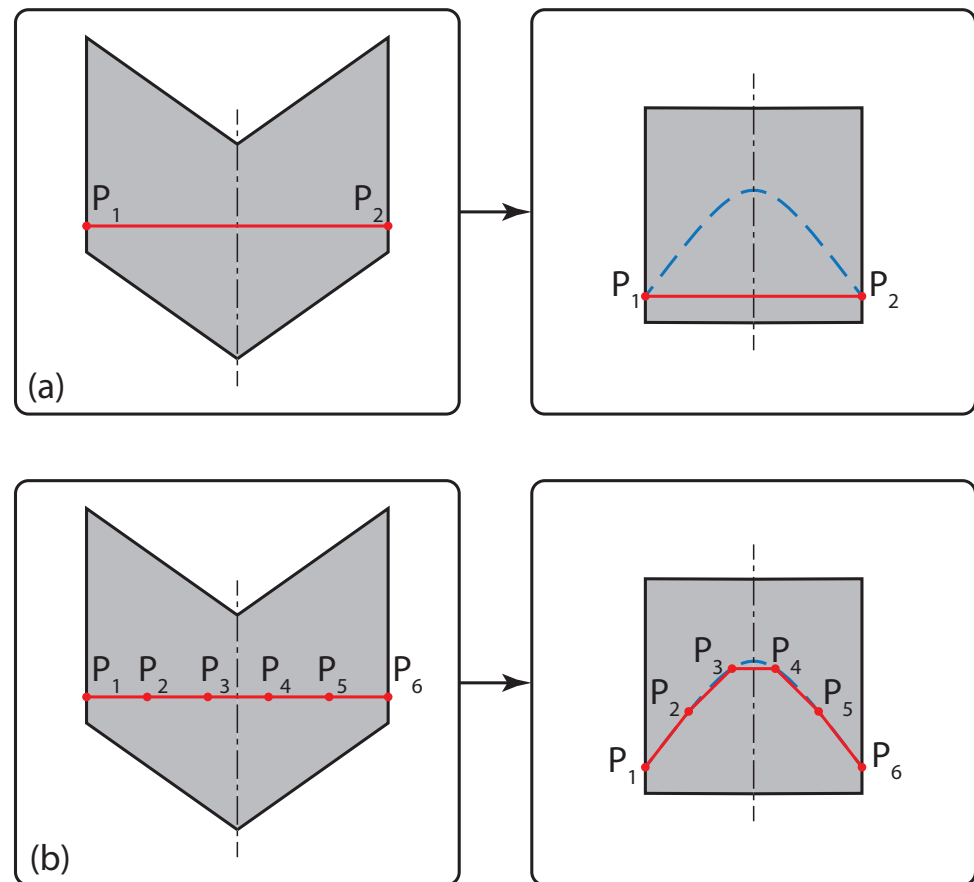 P₁ P₂
P₁ P₂
(a)
P₁ P₂ P₃ P₄ P₅ P₆
P₃ P₄
P₂ P₅
P₁ P₆
(b)